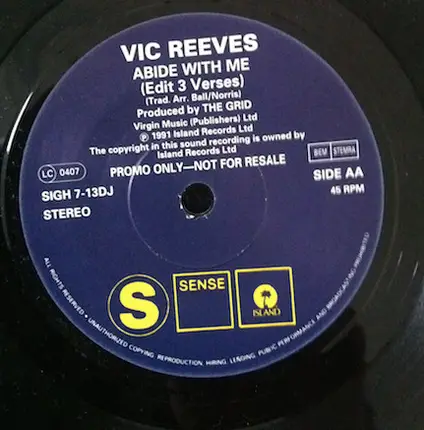 VIC REEVES
ABIDE WITH ME
(Edit 3 Verses)
(Trad. Arr. Ball/Norris)
Produced by THE GRID
Virgin Music (Publishers) Ltd
Ⓟ 1991 Island Records Ltd
The copyright in this sound recording is owned by
Island Records Ltd
PROMO ONLY—NOT FOR RESALE
LC 0407
BIEM STEMRA
SIGH 7-13DJ
SIDE AA
STEREO
45 RPM
S
SENSE
ISLAND
ALL RIGHTS RESERVED • UNAUTHORIZED COPYING, REPRODUCTION, HIRING, LENDING, PUBLIC PERFORMANCE AND BROADCASTING PROHIBITED